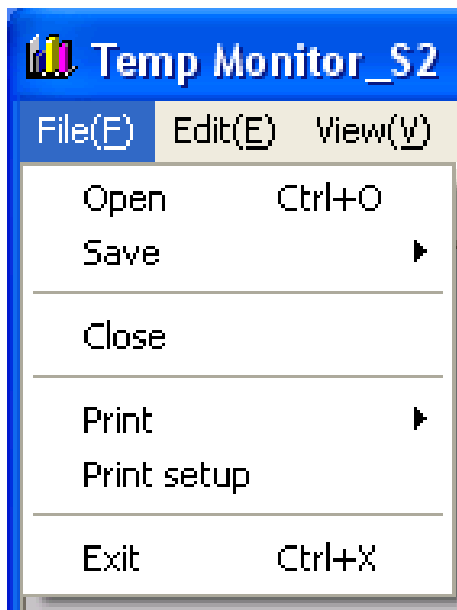 Temp Monitor_S2
File(F) Edit(E) View(V)
Open Ctrl+O
Save
Close
Print
Print setup
Exit Ctrl+X